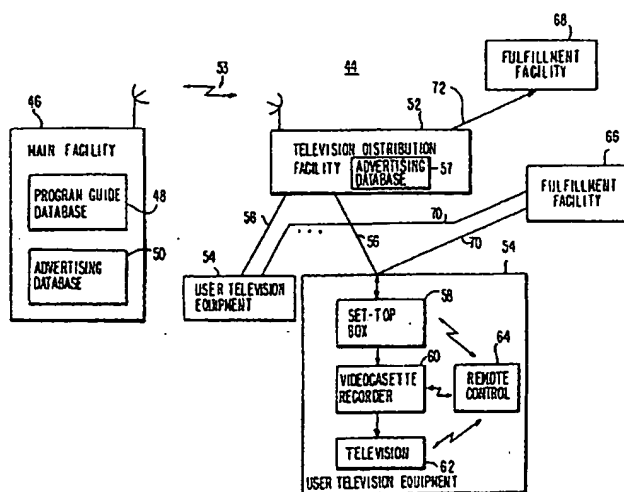 68
53
44
FULFILLMENT
FACILITY
46
72
52
MAIN FACILITY
TELEVISION DISTRIBUTION
FACILITY
ADVERTISING
DATABASE
57
66
FULFILLMENT
FACILITY
PROGRAM GUIDE
DATABASE
48
56
...
56
70
70
50
ADVERTISING
DATABASE
54
USER TELEVISION
EQUIPMENT
54
SET-TOP
BOX
58
64
60
VIDEOCASETTE
RECORDER
REMOTE
CONTROL
TELEVISION
62
USER TELEVISION EQUIPMENT